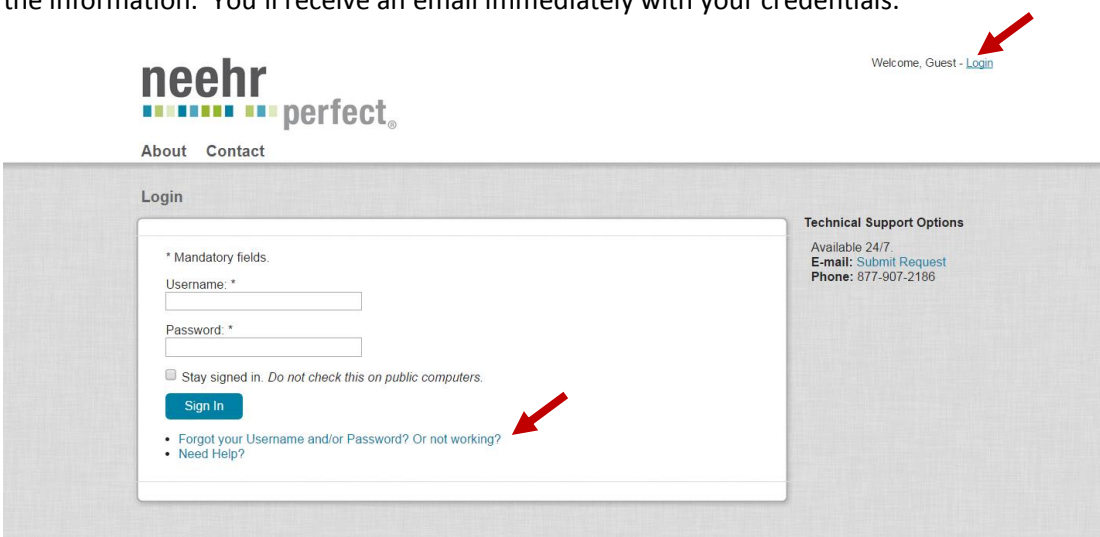 the information. You'll receive an email immediately with your credentials.
Welcome, Guest - Login
neehr
perfect®
About Contact
Login
* Mandatory fields.
Username: *
Password: *
Stay signed in. Do not check this on public computers.
Sign In
• Forgot your Username and/or Password? Or not working?
• Need Help?
Technical Support Options
Available 24/7.
E-mail: Submit Request
Phone: 877-907-2186